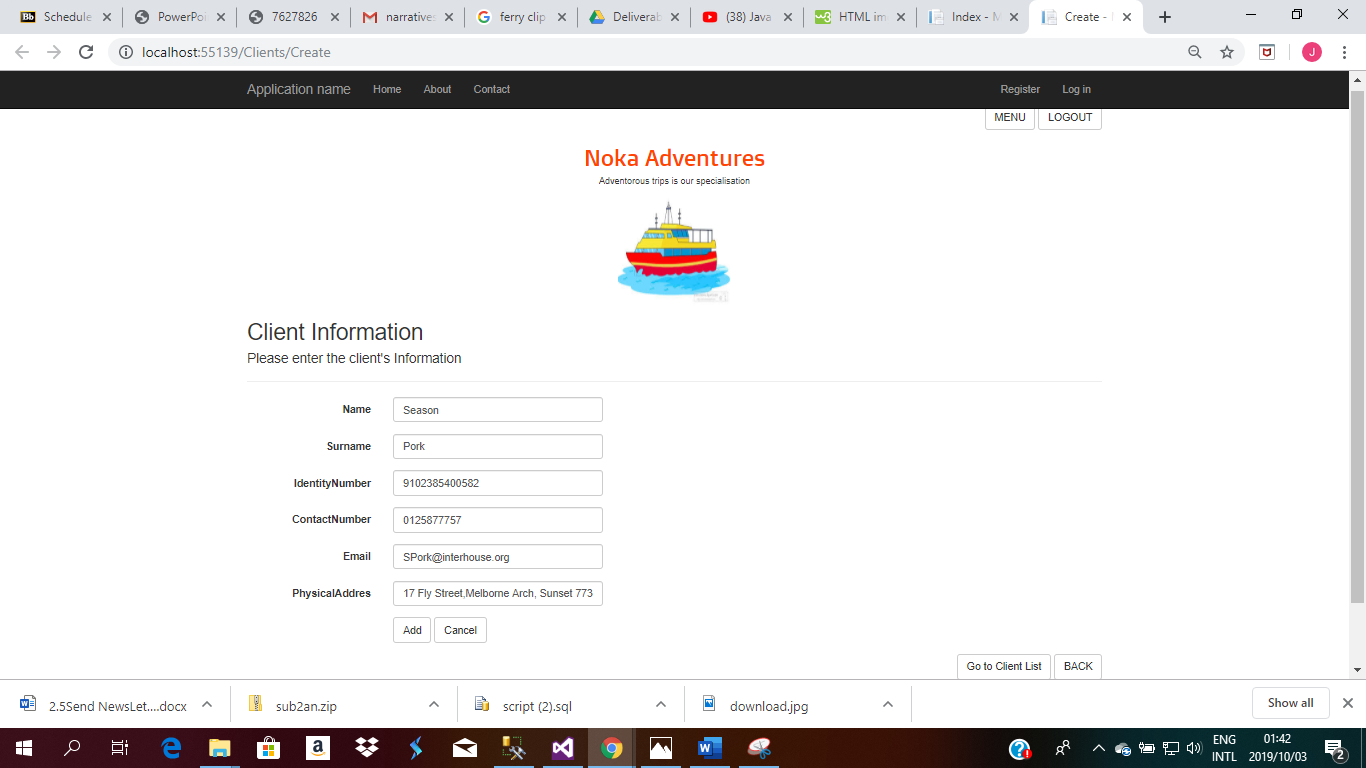 Schedule
PowerPoi
7627826
narratives
ferry clip
Deliverab
(38) Java
HTML im
Index - M
Create -
localhost:55139/Clients/Create
J
Application name
Home
About
Contact
Register
Log in
MENU
LOGOUT
Noka Adventures
Adventorous trips is our specialisation
Client Information
Please enter the client's Information
Name
Season
Surname
Pork
IdentityNumber
9102385400582
ContactNumber
0125877757
Email
SPork@interhouse.org
PhysicalAddres
17 Fly Street,Melborne Arch, Sunset 773
Add
Cancel
Go to Client List
BACK
2.5Send NewsLet....docx
sub2an.zip
script (2).sql
download.jpg
Show all
ENG
INTL
01:42
2019/10/03
2